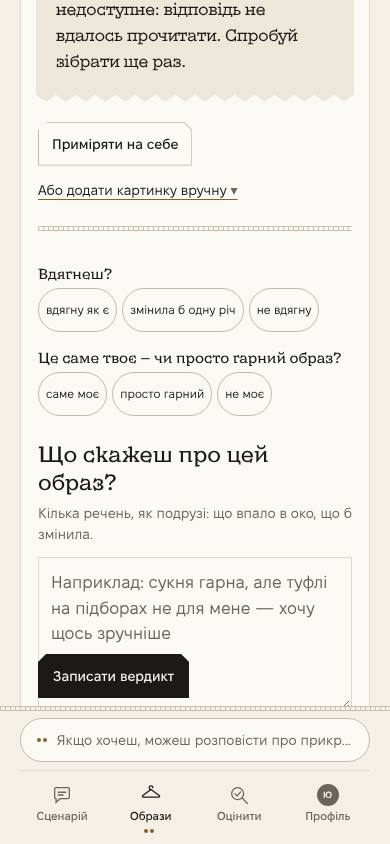 недоступне: відповідь не
вдалось прочитати. Спробуй
зібрати ще раз.
Приміряти на себе
Або додати картинку вручну ▾
Вдягнеш?
вдягну як є
змінила б одну річ
не вдягну
Це саме твоє — чи просто гарний образ?
саме моє
просто гарний
не моє
Що скажеш про цей
образ?
Кілька речень, як подрузі: що впало в око, що б
змінила.
Наприклад: сукня гарна, але туфлі
на підборах не для мене — хочу
щось зручніше
Записати вердикт
Якщо хочеш, можеш розповісти про прикр...
Сценарій
Образи
Оцінити
Ю
Профіль